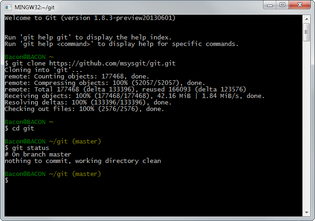 MINGW32:~/git
Welcome to Git (version 1.8.3-preview20130601)
Run 'git help git' to display the help index.
Run 'git help <command>' to display help for specific commands.
Bacon@BACON ~
$ git clone https://github.com/msysgit/git.git
Cloning into 'git'...
remote: Counting objects: 177468, done.
remote: Compressing objects: 100% (52057/52057), done.
remote: Total 177468 (delta 133396), reused 166093 (delta 123576)
Receiving objects: 100% (177468/177468), 42.16 MiB | 1.84 MiB/s, done.
Resolving deltas: 100% (133396/133396), done.
Checking out files: 100% (2576/2576), done.
Bacon@BACON ~
$ cd git
Bacon@BACON ~/git (master)
$ git status
# On branch master
nothing to commit, working directory clean
Bacon@BACON ~/git (master)
$